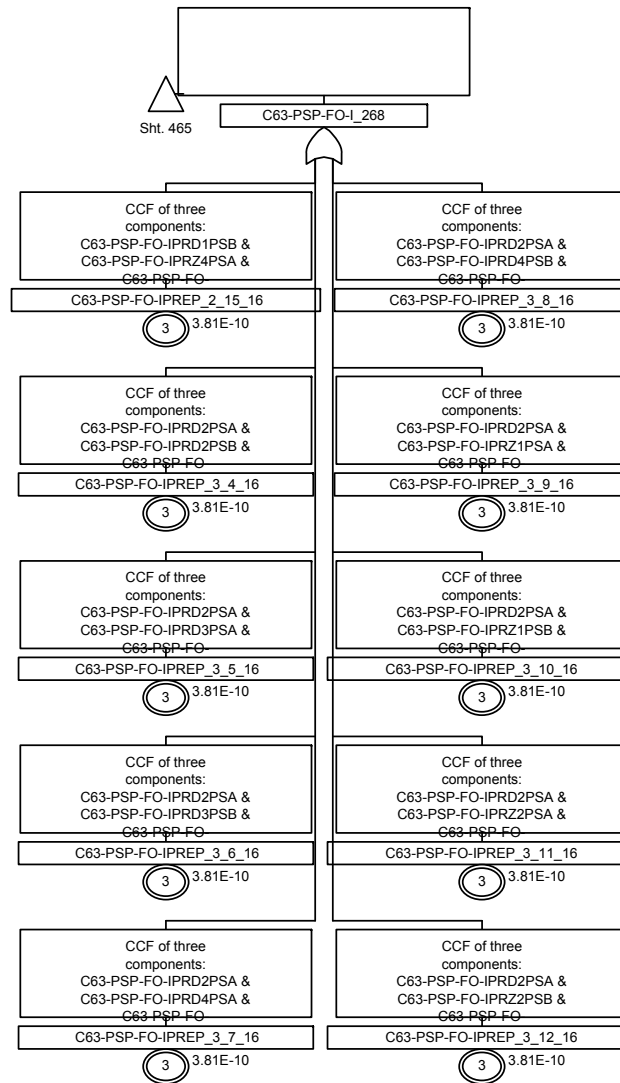 C63-PSP-FO-I_268
Sht. 465
CCF of three
components:
C63-PSP-FO-IPRD1PSB &
C63-PSP-FO-IPRZ4PSA &
C63-PSP-FO-
C63-PSP-FO-IPREP_2_15_16
3
3.81E-10
CCF of three
components:
C63-PSP-FO-IPRD2PSA &
C63-PSP-FO-IPRD4PSB &
C63-PSP-FO-
C63-PSP-FO-IPREP_3_8_16
3
3.81E-10
CCF of three
components:
C63-PSP-FO-IPRD2PSA &
C63-PSP-FO-IPRD2PSB &
C63-PSP-FO-
C63-PSP-FO-IPREP_3_4_16
3
3.81E-10
CCF of three
components:
C63-PSP-FO-IPRD2PSA &
C63-PSP-FO-IPRZ1PSA &
C63-PSP-FO-
C63-PSP-FO-IPREP_3_9_16
3
3.81E-10
CCF of three
components:
C63-PSP-FO-IPRD2PSA &
C63-PSP-FO-IPRD3PSA &
C63-PSP-FO-
C63-PSP-FO-IPREP_3_5_16
3
3.81E-10
CCF of three
components:
C63-PSP-FO-IPRD2PSA &
C63-PSP-FO-IPRZ1PSB &
C63-PSP-FO-
C63-PSP-FO-IPREP_3_10_16
3
3.81E-10
CCF of three
components:
C63-PSP-FO-IPRD2PSA &
C63-PSP-FO-IPRD3PSB &
C63-PSP-FO-
C63-PSP-FO-IPREP_3_6_16
3
3.81E-10
CCF of three
components:
C63-PSP-FO-IPRD2PSA &
C63-PSP-FO-IPRZ2PSA &
C63-PSP-FO-
C63-PSP-FO-IPREP_3_11_16
3
3.81E-10
CCF of three
components:
C63-PSP-FO-IPRD2PSA &
C63-PSP-FO-IPRD4PSA &
C63-PSP-FO-
C63-PSP-FO-IPREP_3_7_16
3
3.81E-10
CCF of three
components:
C63-PSP-FO-IPRD2PSA &
C63-PSP-FO-IPRZ2PSB &
C63-PSP-FO-
C63-PSP-FO-IPREP_3_12_16
3
3.81E-10